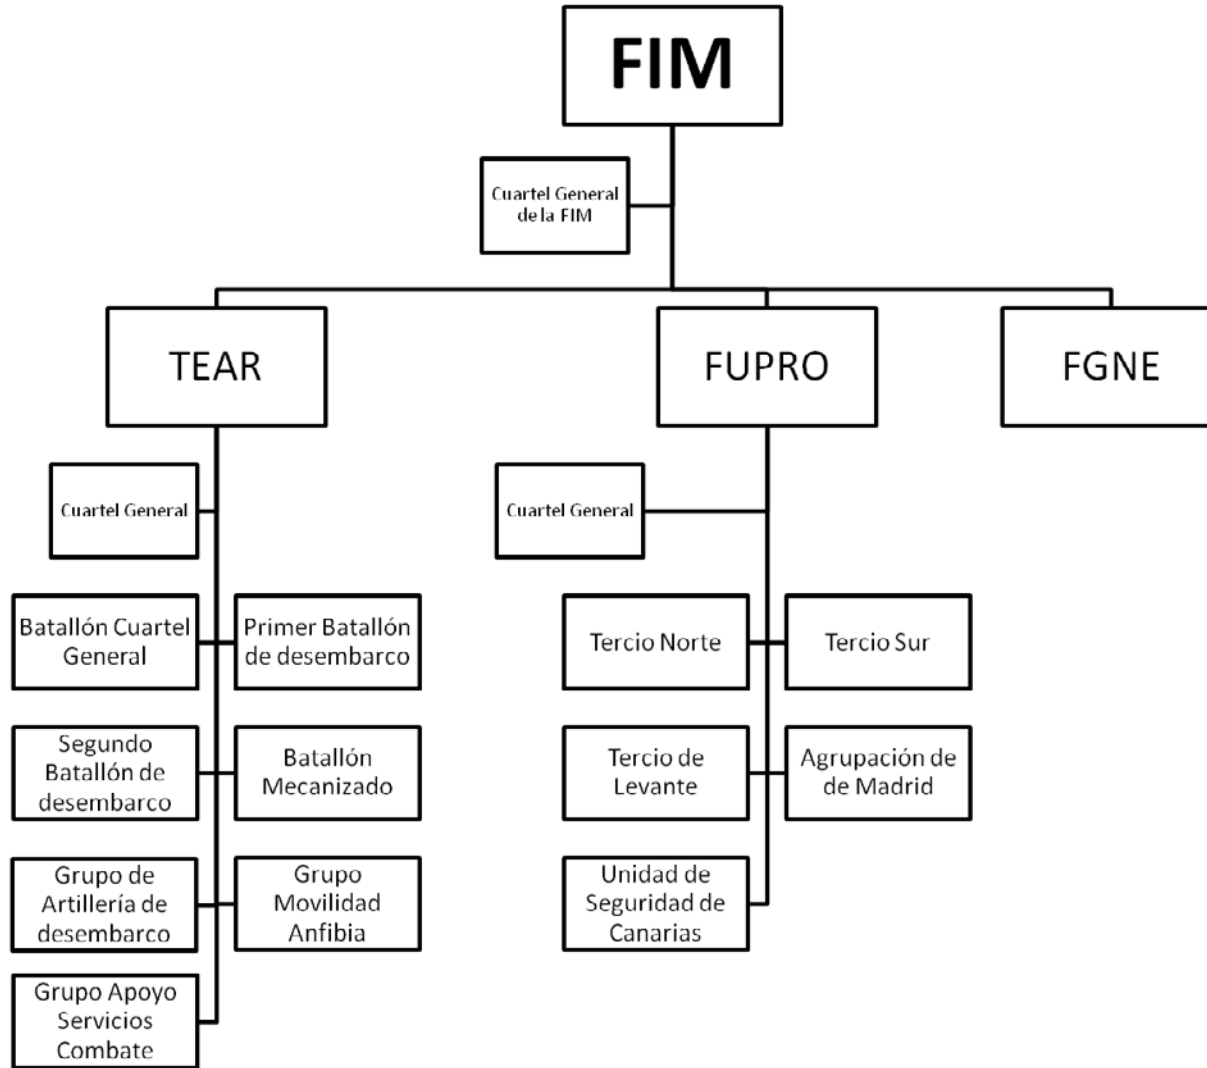 FIM
Cuartel General
de la FIM
TEAR
FUPRO
FGNE
Cuartel General
Cuartel General
Batallón Cuartel
General
Primer Batallón
de desembarco
Tercio Norte
Tercio Sur
Segundo
Batallón de
desembarco
Batallón
Mecanizado
Tercio de
Levante
Agrupación de
de Madrid
Grupo de
Artillería de
desembarco
Grupo
Movilidad
Anfibia
Unidad de
Seguridad de
Canarias
Grupo Apoyo
Servicios
Combate